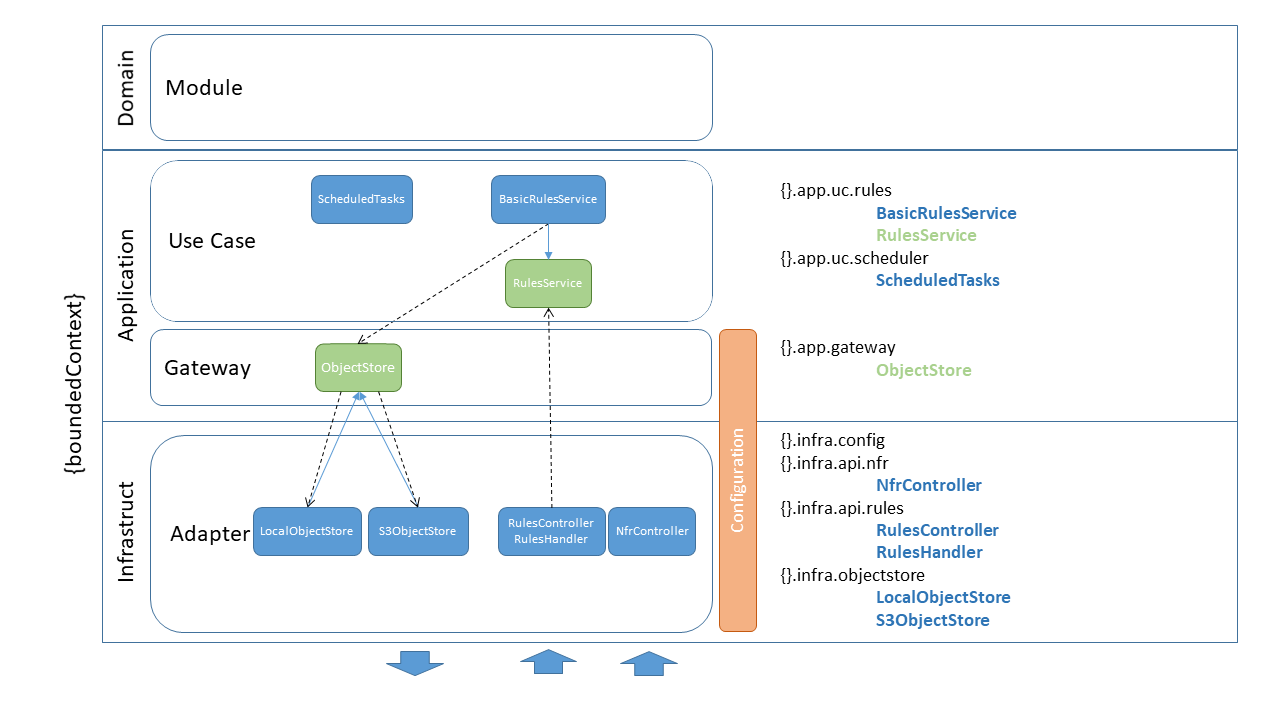 {boundedContext}
Domain
Module
Application
Use Case
ScheduledTasks
BasicRulesService
RulesService
{}.app.uc.rules
BasicRulesService
RulesService
{}.app.uc.scheduler
ScheduledTasks
Gateway
ObjectStore
{}.app.gateway
ObjectStore
Infrastruct
Adapter
LocalObjectStore
S3ObjectStore
RulesController
RulesHandler
NfrController
Configuration
{}.infra.config
{}.infra.api.nfr
NfrController
{}.infra.api.rules
RulesController
RulesHandler
{}.infra.objectstore
LocalObjectStore
S3ObjectStore